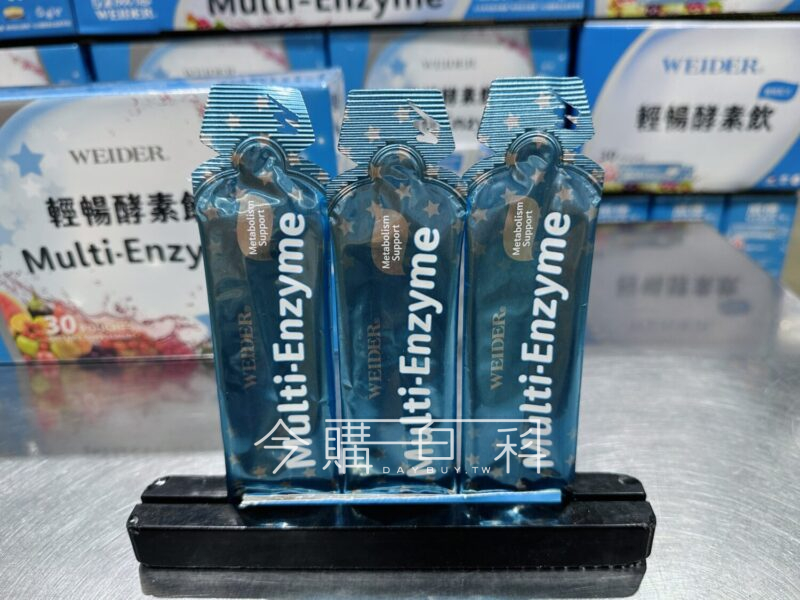 Multi-Enzyme
WEIDER
WEIDER®
輕暢酵素飲
WEIDER®
輕暢酵素飲
Multi-Enzy
30 POUCHES
Metabolism
Support
WEIDER®
Multi-Enzyme
Metabolism
Support
WEIDER®
Multi-Enzyme
Metabolism
Support
WEIDER®
Multi-Enzyme
今購百科
DAYBUY.TW